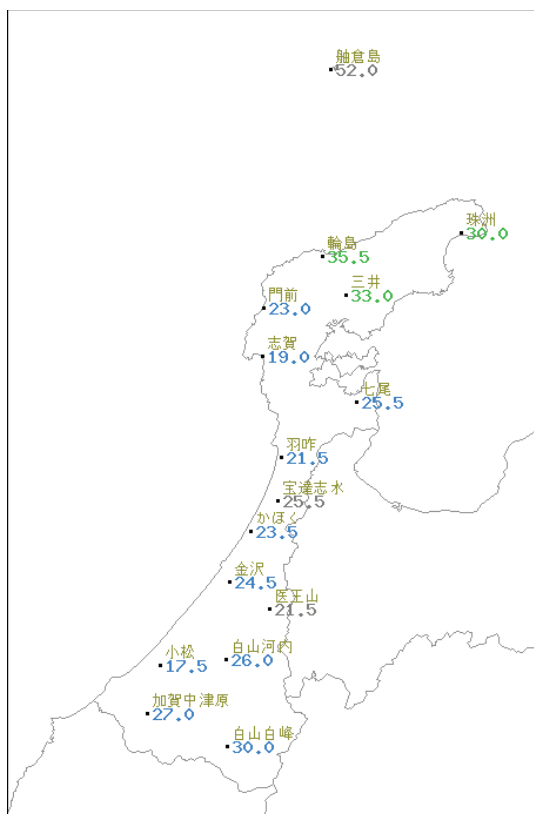 舳倉島
52.0
珠洲
30.0
輪島
35.5
三井
33.0
門前
23.0
志賀
19.0
七尾
25.5
羽咋
21.5
宝達志水
25.5
かほく
23.5
金沢
24.5
医王山
21.5
白山河内
26.0
小松
17.5
加賀中津原
27.0
白山白峰
30.0